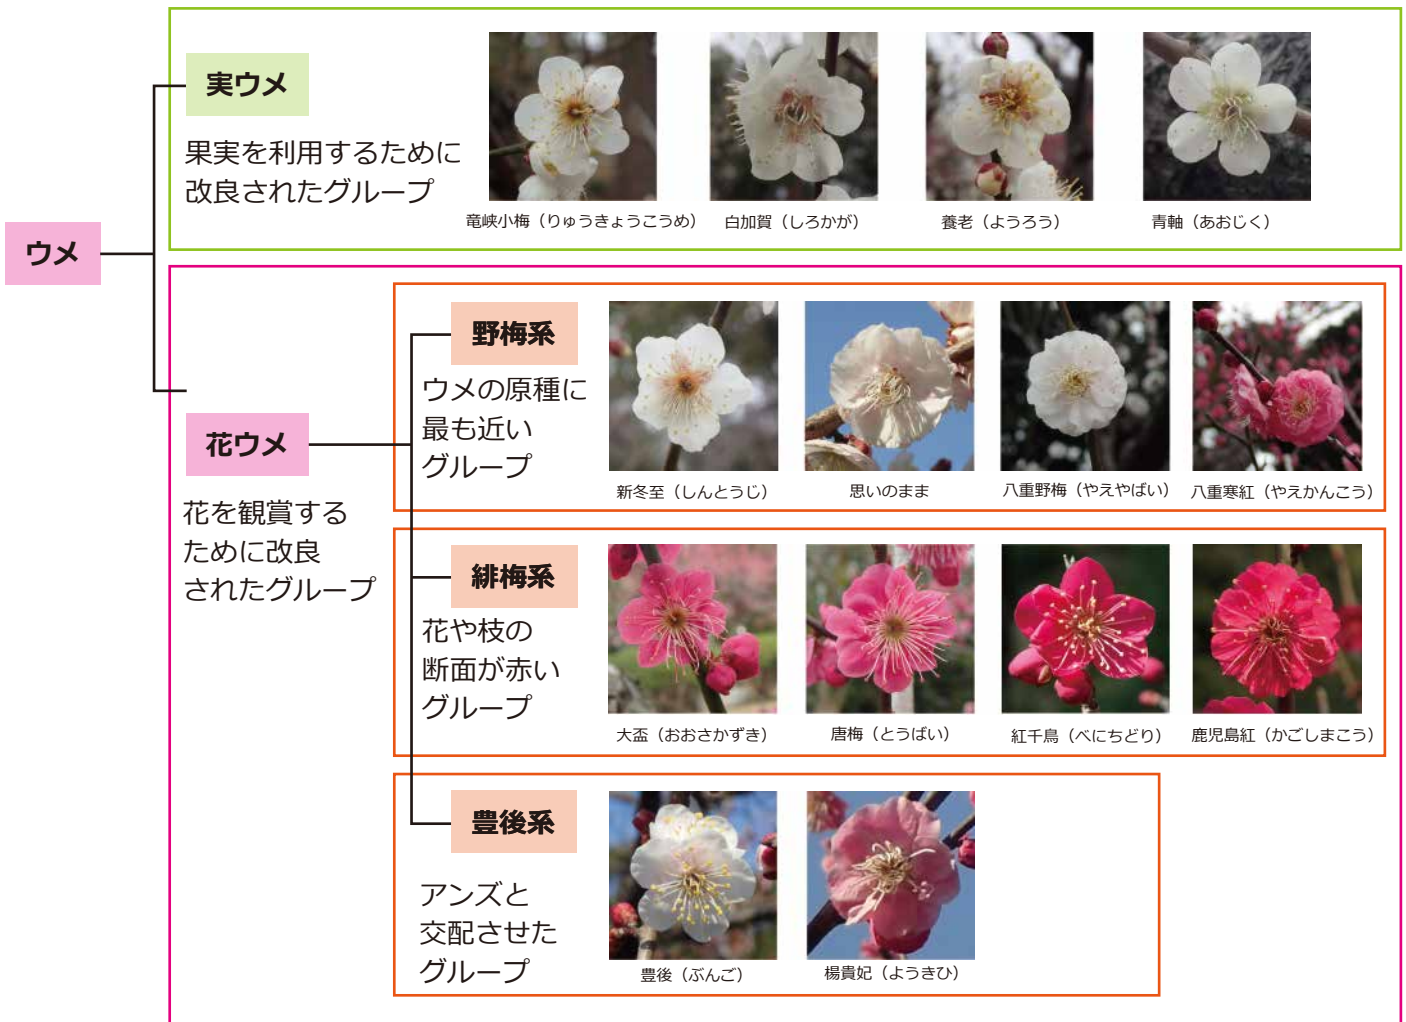 ウメ
実ウメ
果実を利用するために
改良されたグループ
竜峡小梅（りゅうきょうこうめ）
白加賀（しろかが）
養老（ようろう）
青軸（あおじく）
花ウメ
花を観賞する
ために改良
されたグループ
野梅系
ウメの原種に
最も近い
グループ
新冬至（しんとうじ）
思いのまま
八重野梅（やえやばい）
八重寒紅（やえかんこう）
緋梅系
花や枝の
断面が赤い
グループ
大盃（おおさかずき）
唐梅（とうばい）
紅千鳥（べにちどり）
鹿児島紅（かごしまこう）
豊後系
アンズと
交配させた
グループ
豊後（ぶんご）
楊貴妃（ようきひ）